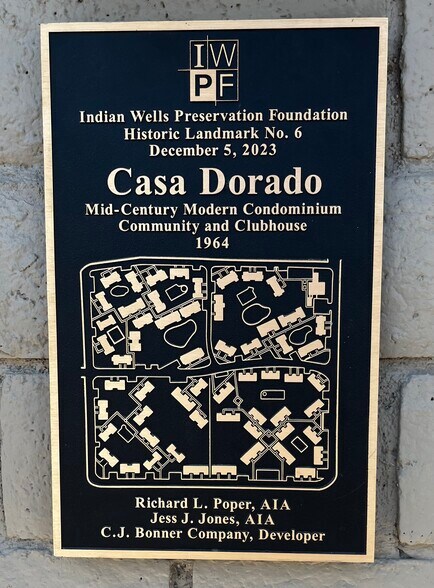 IW
PF
Indian Wells Preservation Foundation
Historic Landmark No. 6
December 5, 2023
Casa Dorado
Mid-Century Modern Condominium
Community and Clubhouse
1964
Richard L. Poper, AIA
Jess J. Jones, AIA
C.J. Bonner Company, Developer